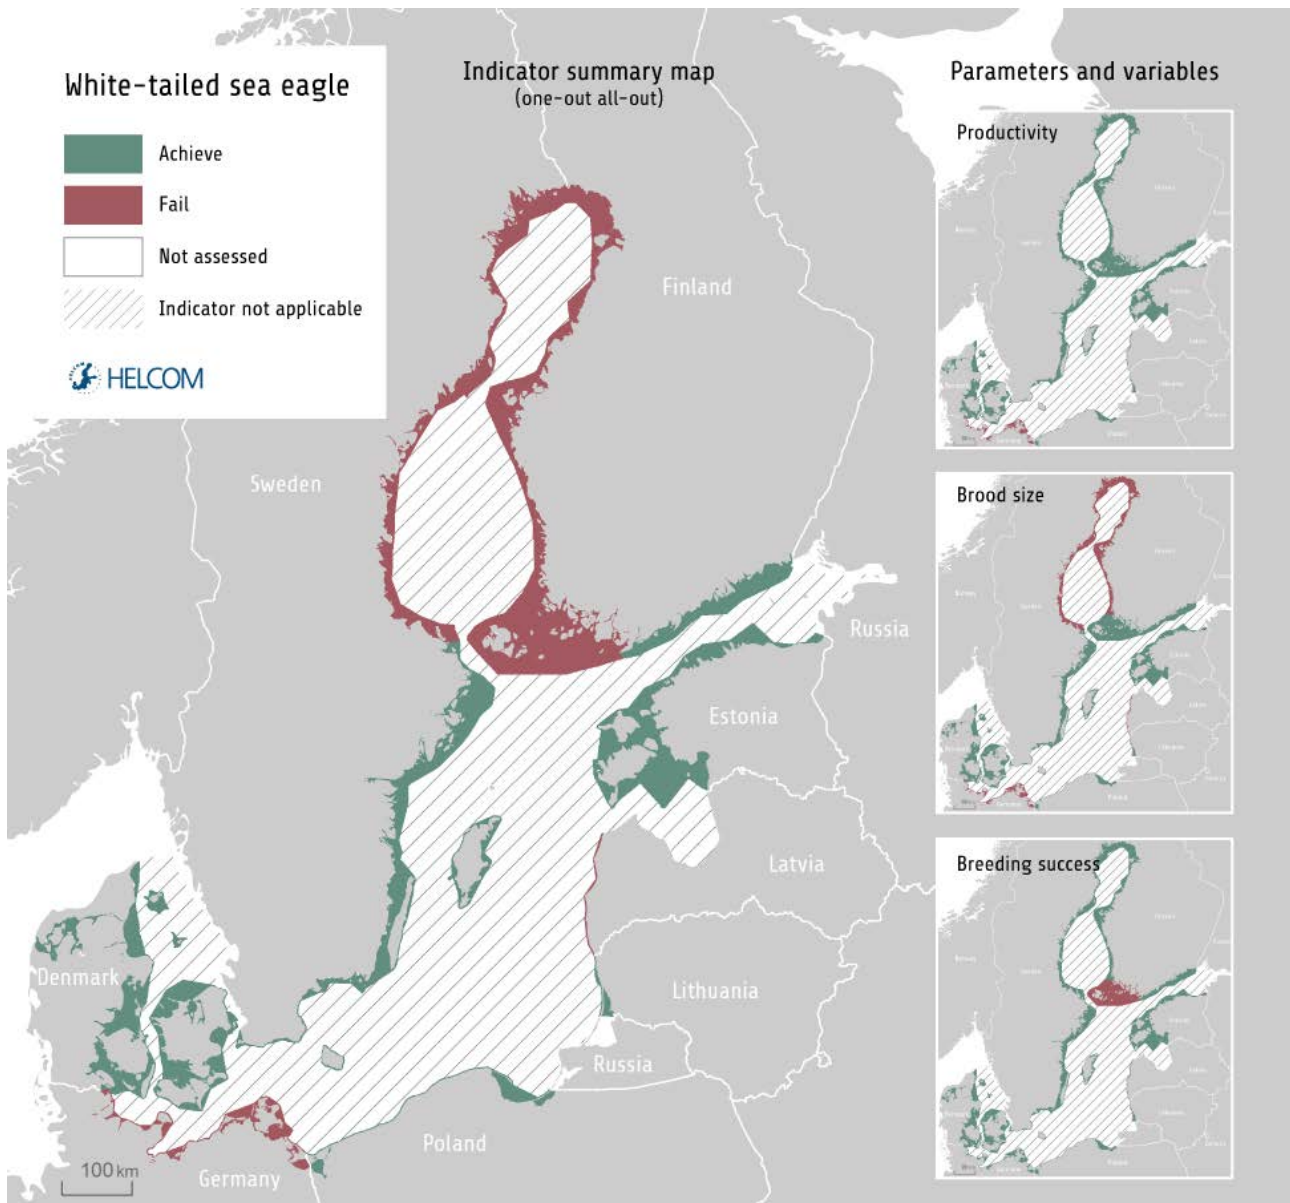 White-tailed sea eagle
Achieve
Fail
Not assessed
Indicator not applicable
HELCOM
Indicator summary map
(one-out all-out)
Finland
Sweden
Russia
Estonia
Latvia
Denmark
Lithuania
Russia
Poland
Germany
100 km
Parameters and variables
Productivity
Brood size
Breeding success